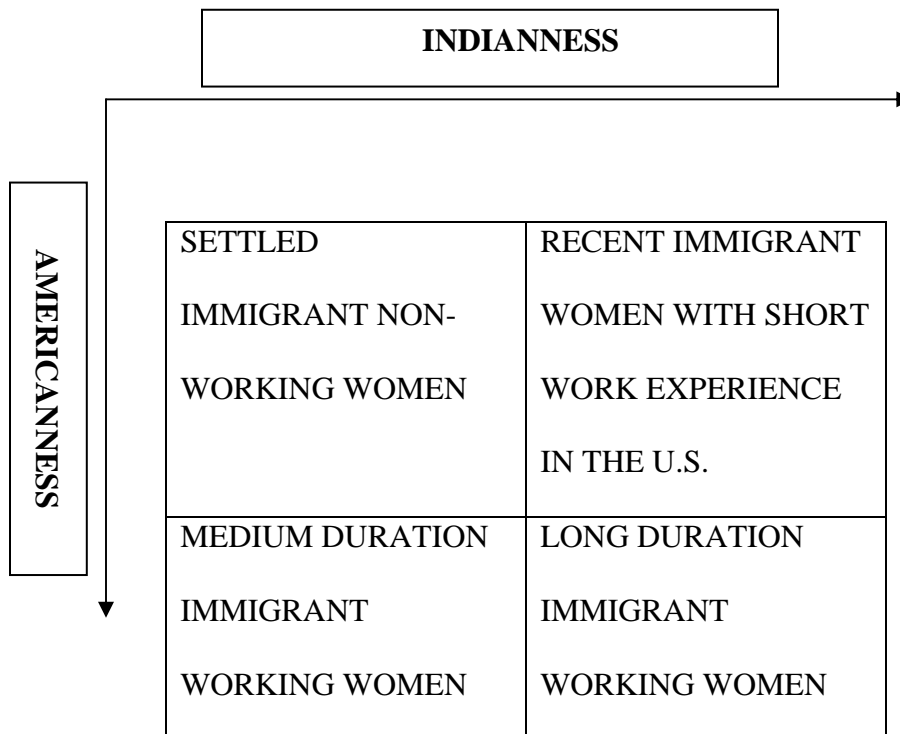 INDIANNESS
AMERICANNESS
SETTLED
IMMIGRANT NON-
WORKING WOMEN
RECENT IMMIGRANT
WOMEN WITH SHORT
WORK EXPERIENCE
IN THE U.S.
MEDIUM DURATION
IMMIGRANT
WORKING WOMEN
LONG DURATION
IMMIGRANT
WORKING WOMEN